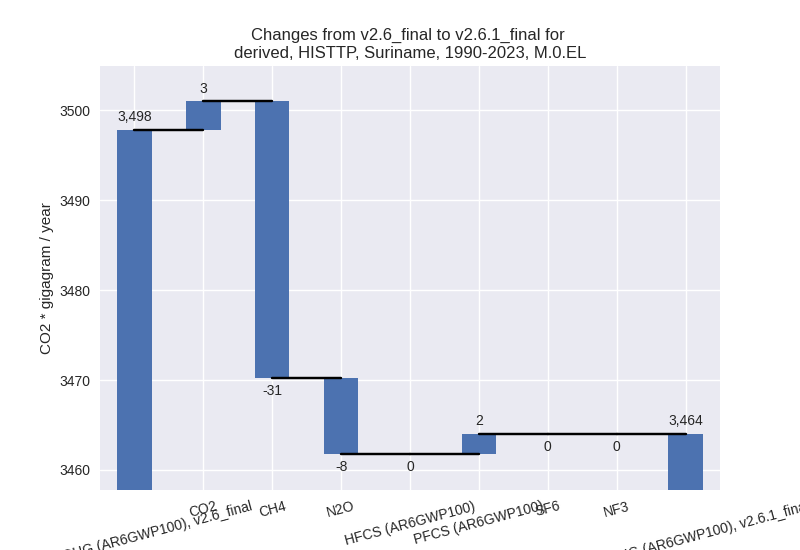 Changes from v2.6_final to v2.6.1_final for
derived, HISTTP, Suriname, 1990-2023, M.0.EL
CO2 * gigagram / year
3500
3490
3480
3470
3460
3,498
3
-31
-8
0
2
0
0
3,464
(AR6GWP100), v2.6_final
CO2
CH4
N2O
HFCS (AR6GWP100)
PFCS (AR6GWP100)
SF6
NF3
(AR6GWP100), v2.6.1_final